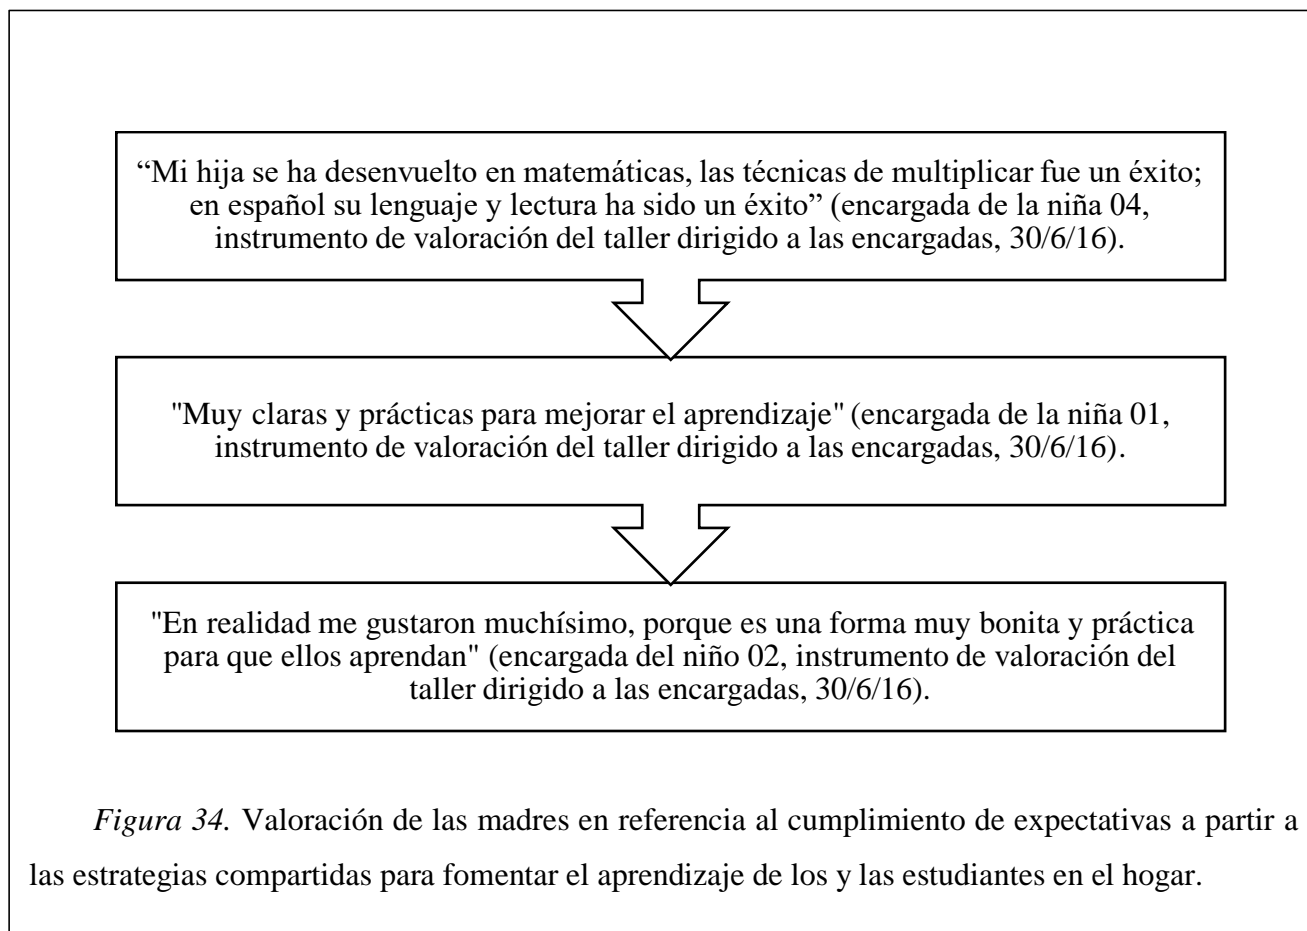 “Mi hija se ha desenvuelto en matemáticas, las técnicas de multiplicar fue un éxito;
en español su lenguaje y lectura ha sido un éxito” (encargada de la niña 04,
instrumento de valoración del taller dirigido a las encargadas, 30/6/16).
"Muy claras y prácticas para mejorar el aprendizaje" (encargada de la niña 01,
instrumento de valoración del taller dirigido a las encargadas, 30/6/16).
"En realidad me gustaron muchísimo, porque es una forma muy bonita y práctica
para que ellos aprendan" (encargada del niño 02, instrumento de valoración del
taller dirigido a las encargadas, 30/6/16).
Figura 34. Valoración de las madres en referencia al cumplimiento de expectativas a partir a
las estrategias compartidas para fomentar el aprendizaje de los y las estudiantes en el hogar.